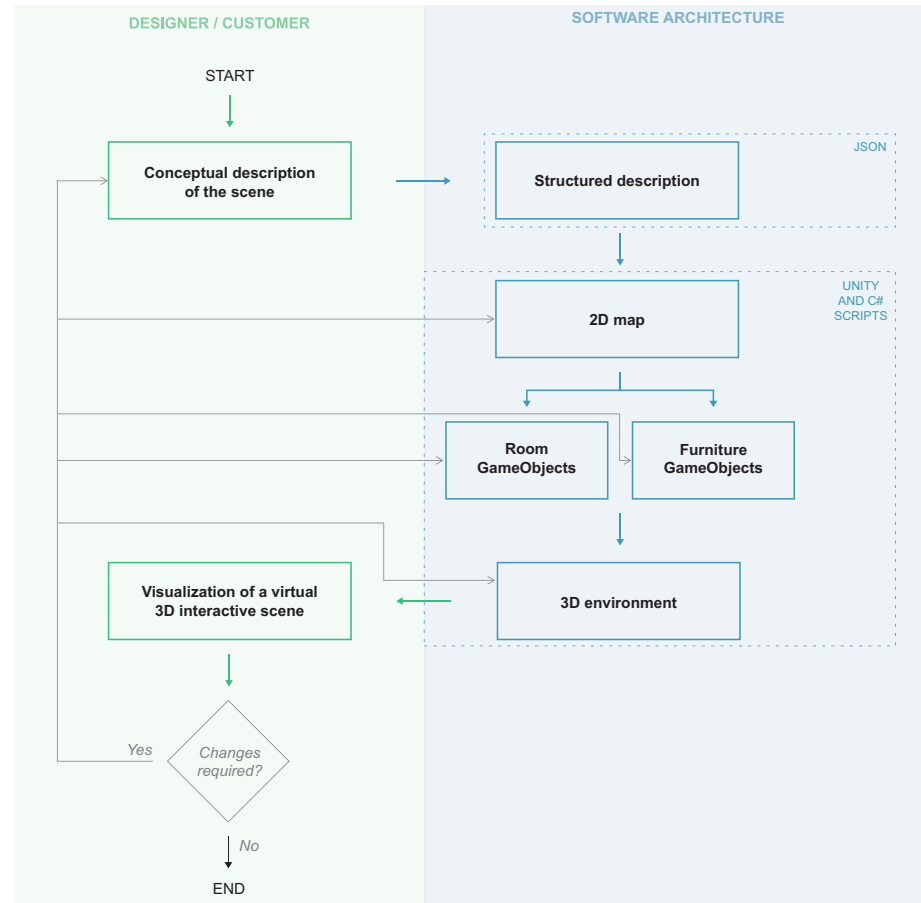 DESIGNER / CUSTOMER
SOFTWARE ARCHITECTURE
START
Conceptual description
of the scene
Structured description
JSON
2D map
UNITY
AND C#
SCRIPTS
Room
GameObjects
Furniture
GameObjects
Visualization of a virtual
3D interactive scene
3D environment
Yes
Changes
required?
No
END